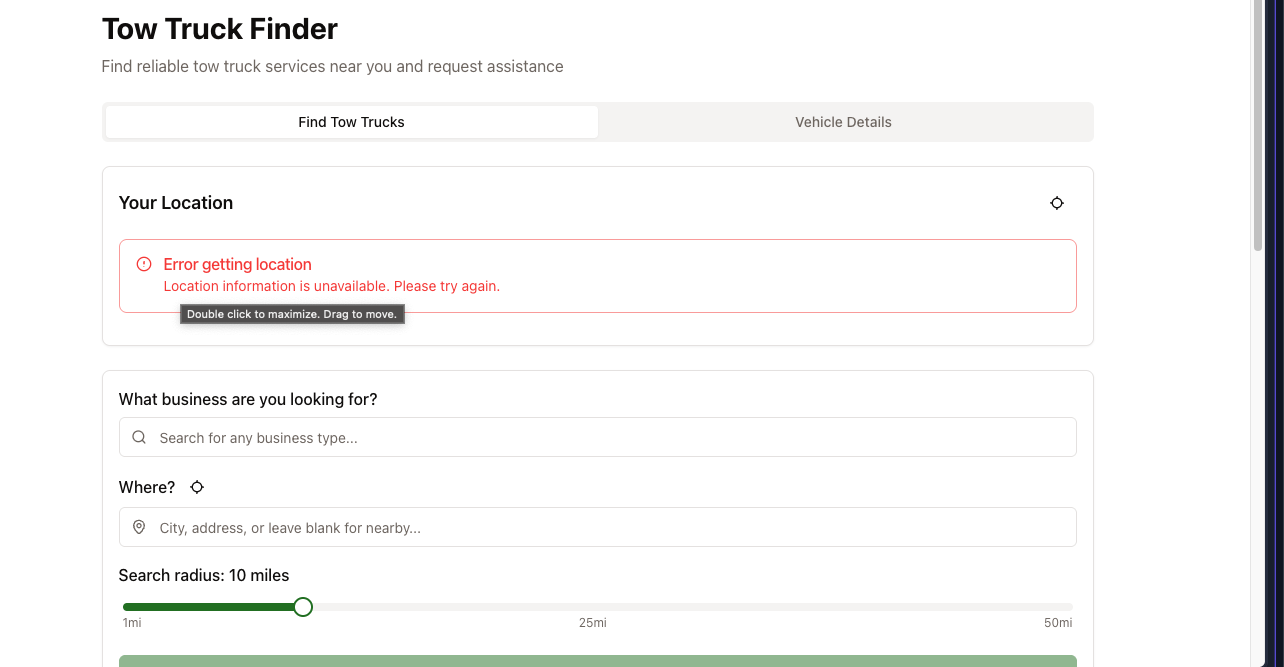 Tow Truck Finder
Find reliable tow truck services near you and request assistance
Find Tow Trucks
Vehicle Details
Your Location
Error getting location
Location information is unavailable. Please try again.
Double click to maximize. Drag to move.
What business are you looking for?
Search for any business type...
Where?
City, address, or leave blank for nearby...
Search radius: 10 miles
1mi
25mi
50mi